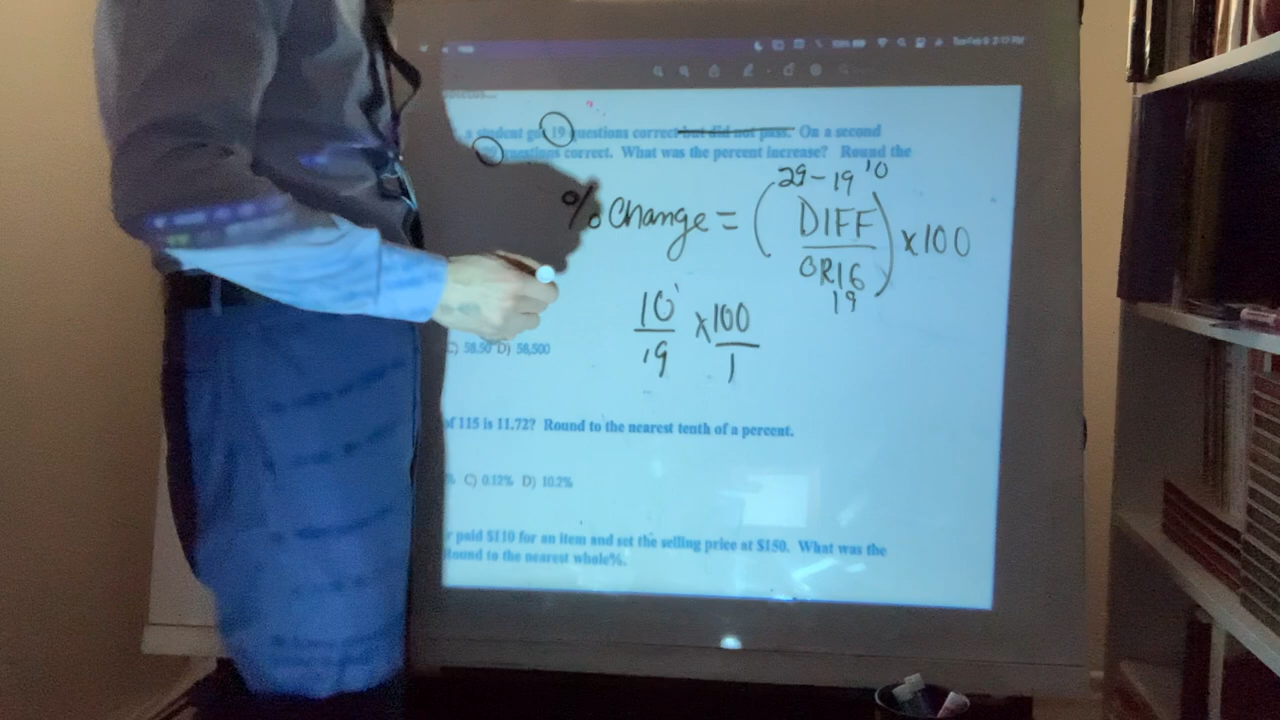 a student got 19 questions correct but did not pass. On a second
questions correct. What was the percent increase? Round the
29-19 10
% Change = ( DIFF / ORIG ) x100
19
10 / 19 x 100 / 1
C) 58.50 D) 58,500
of 115 is 11.72? Round to the nearest tenth of a percent.
% C) 0.12% D) 10.2%
r paid $110 for an item and set the selling price at $150. What was the
Round to the nearest whole%.